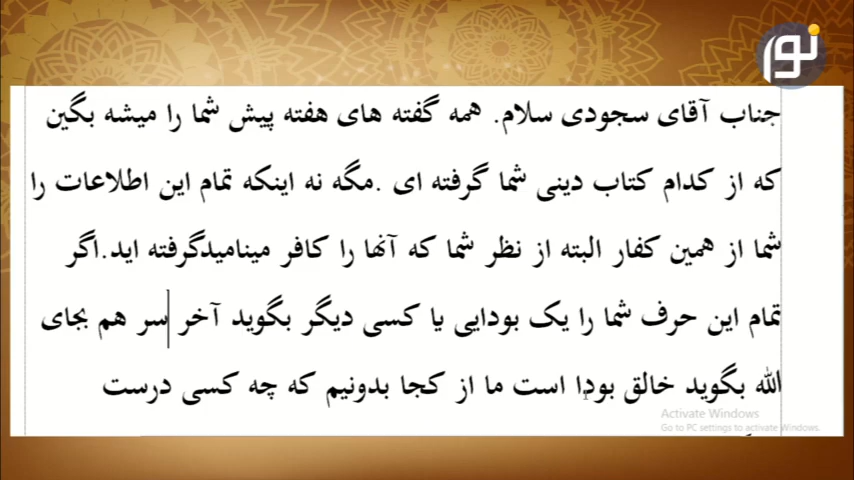 نور
جناب آقای سجودی سلام. همه گفته های هفته پیش شما را میشه بگین
که از کدام کتاب دینی شما گرفته ای .مگه نه اینکه تمام این اطلاعات را
شما از همین کفار البته از نظر شما که آنها را کافر مینامیدگرفته اید.اگر
تمام این حرف شما را یک بودایی یا کسی دیگر بگوید آخر سر هم بجای
الله بگوید خالق بودا است ما از کجا بدونیم که چه کسی درست
Activate Windows
Go to PC settings to activate Windows.